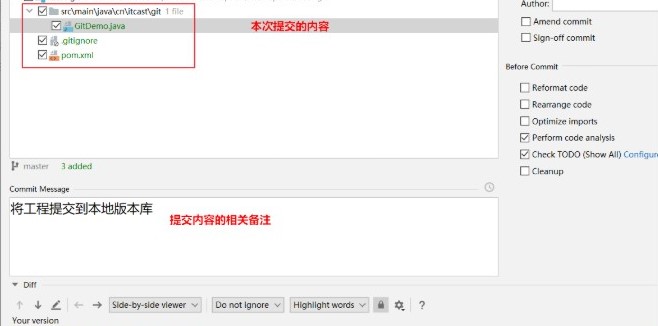 Author:
src\main\java\cn\itcast\git 1 file
GitDemo.java
本次提交的内容
.gitignore
pom.xml
Amend commit
Sign-off commit
Before Commit
Reformat code
Rearrange code
Optimize imports
Perform code analysis
Check TODO (Show All) Configure
Cleanup
master 3 added
Commit Message
将工程提交到本地版本库
提交内容的相关备注
Diff
Side-by-side viewer
Do not ignore
Highlight words
?
Your version